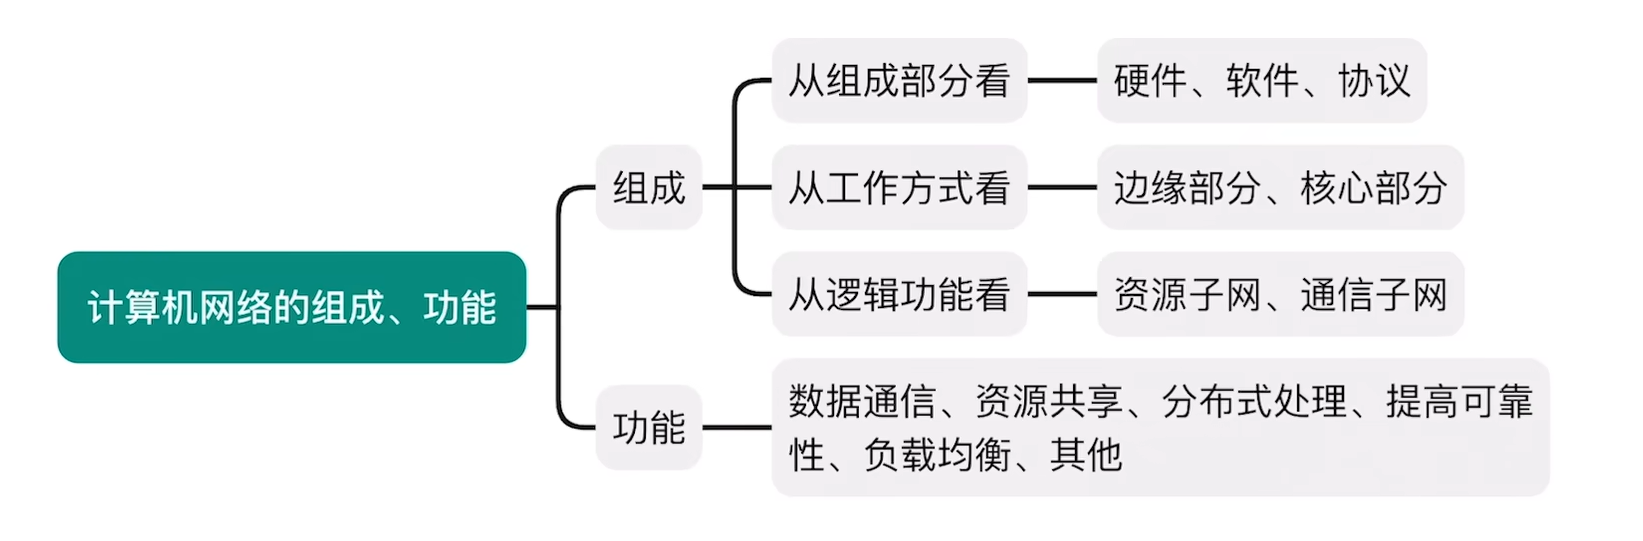 计算机网络的组成、功能
组成
从组成部分看
硬件、软件、协议
从工作方式看
边缘部分、核心部分
从逻辑功能看
资源子网、通信子网
功能
数据通信、资源共享、分布式处理、提高可靠
性、负载均衡、其他